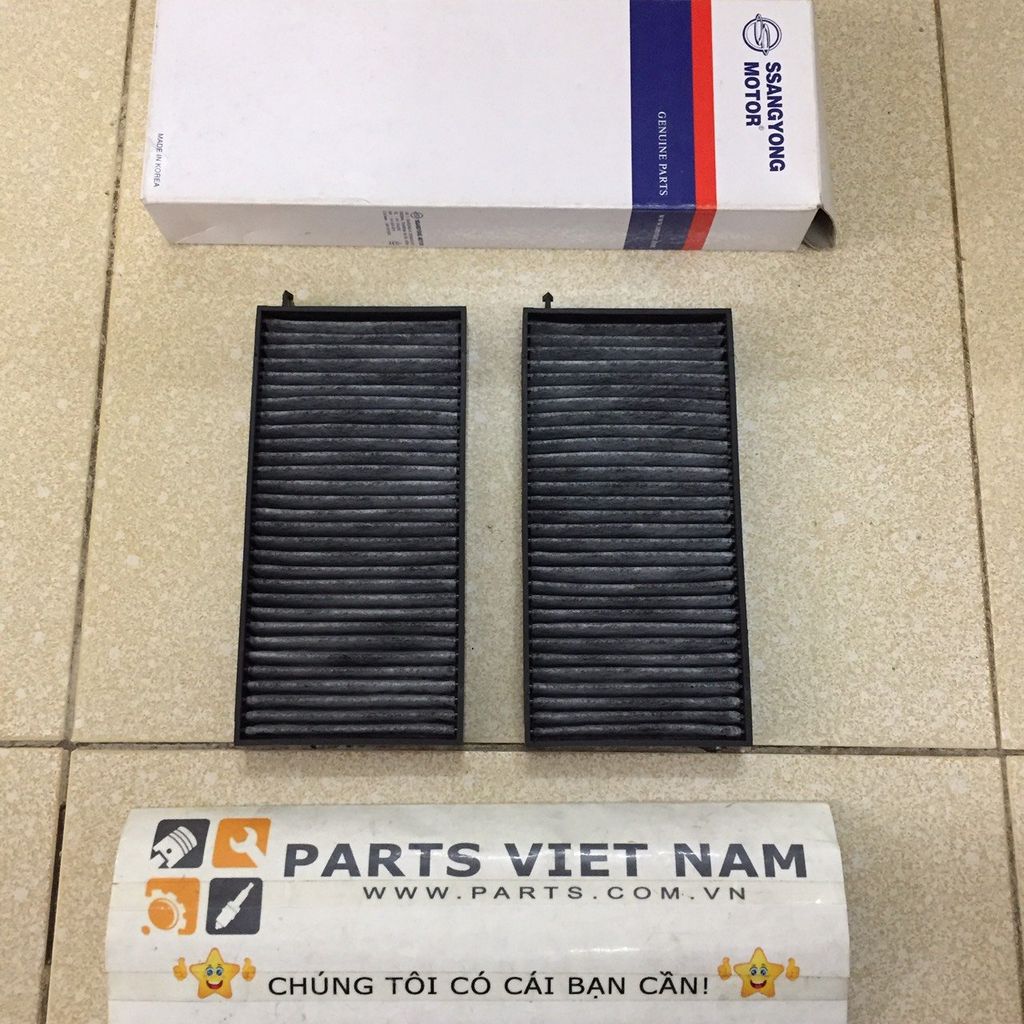 SSANGYONG
MOTOR®
GENUINE PARTS
MADE IN KOREA
PARTS VIET NAM
WWW.PARTS.COM.VN
CHÚNG TÔI CÓ CÁI BẠN CẦN!